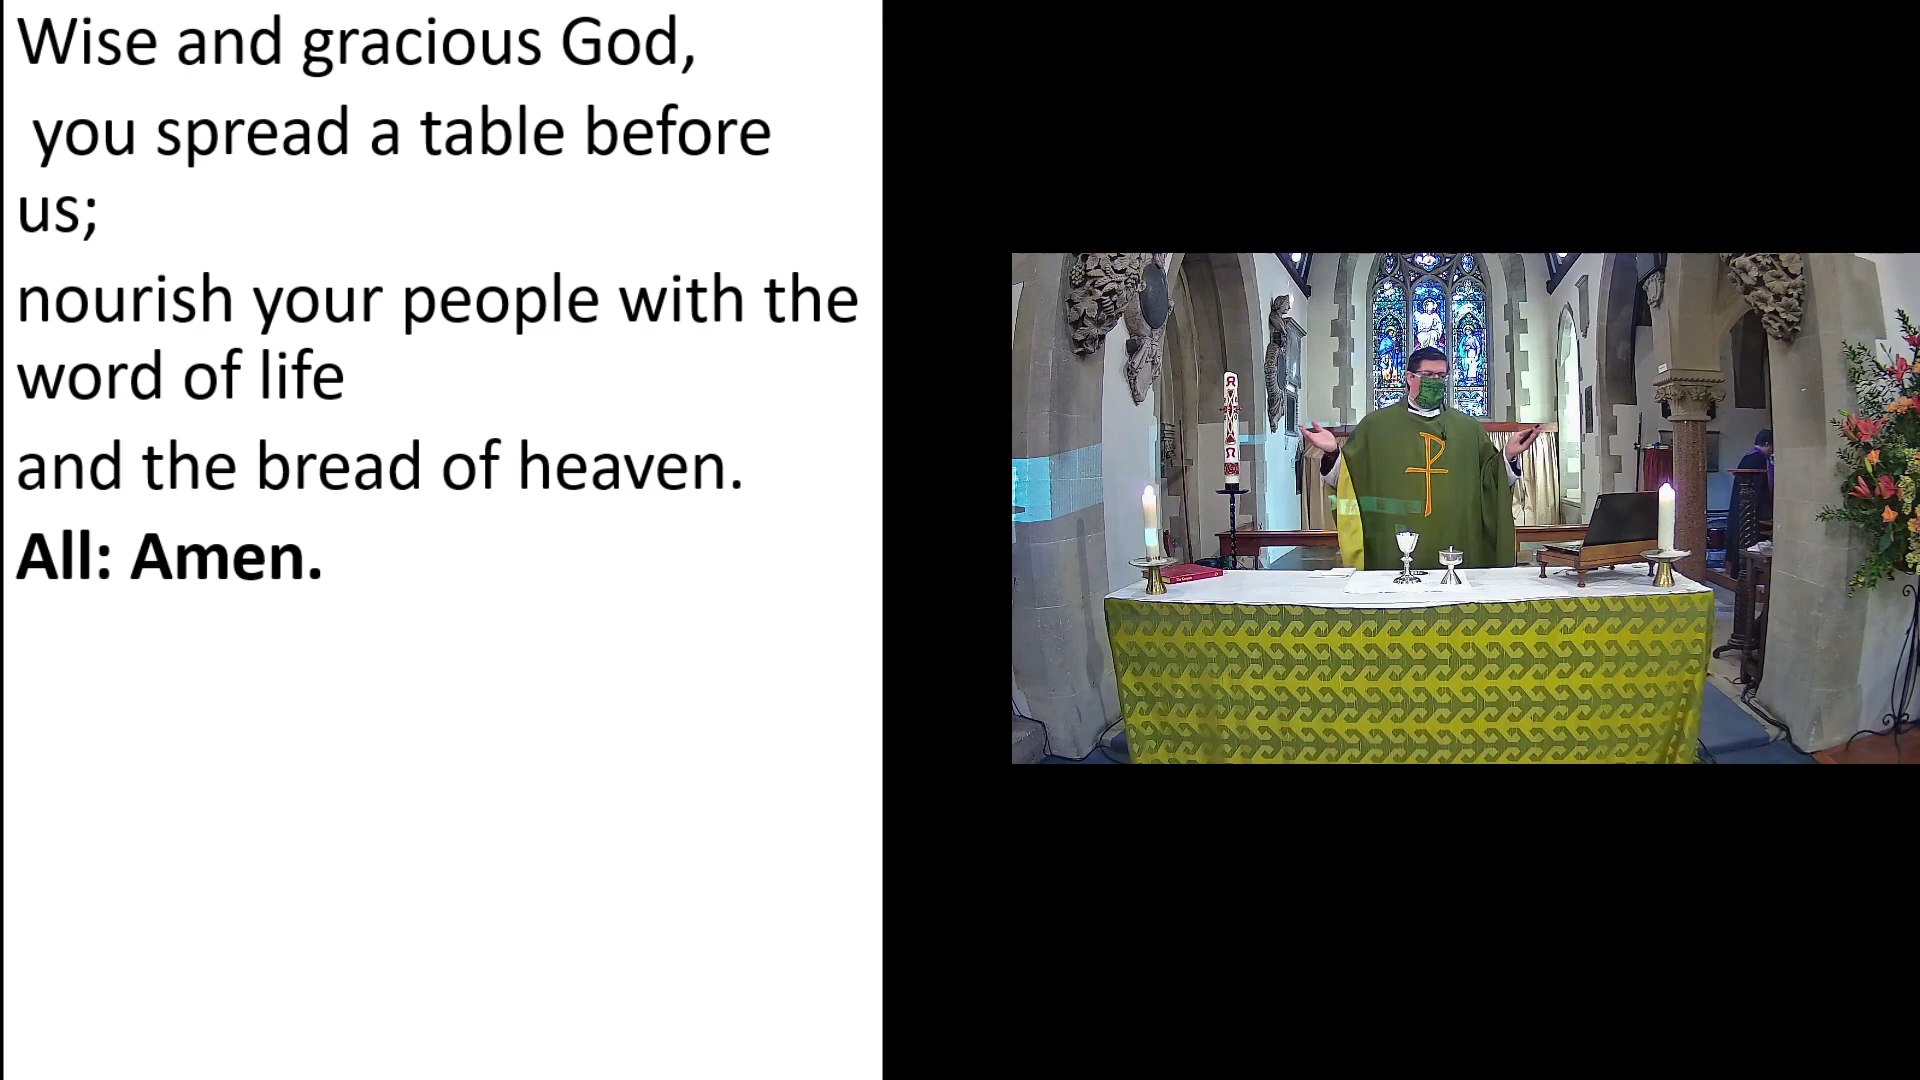 Wise and gracious God,
you spread a table before
us;
nourish your people with the
word of life
and the bread of heaven.
All: Amen.